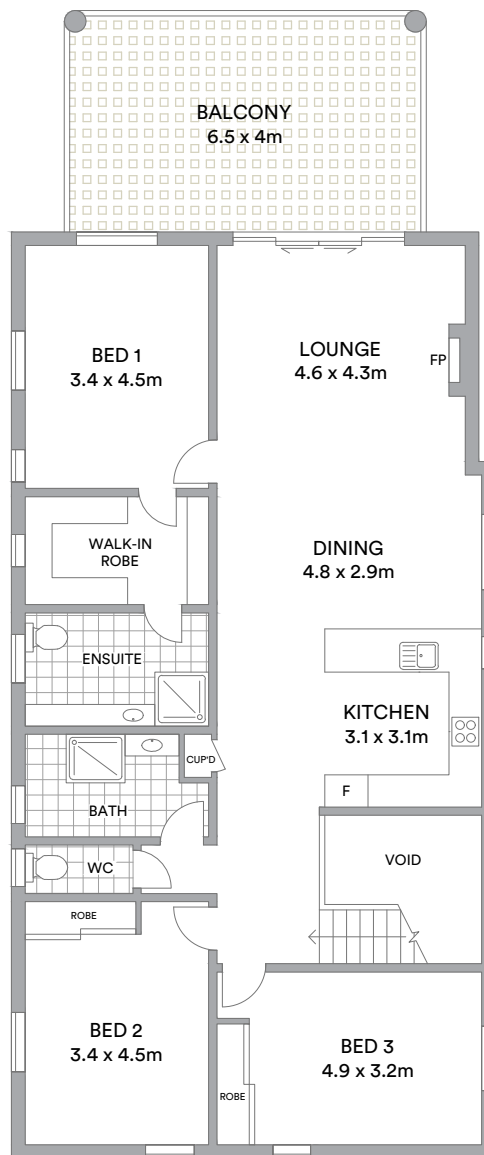 BALCONY
6.5 x 4m
BED 1
3.4 x 4.5m
LOUNGE
4.6 x 4.3m
FP
WALK-IN
ROBE
DINING
4.8 x 2.9m
ENSUITE
KITCHEN
3.1 x 3.1m
CUP'D
F
BATH
WC
VOID
ROBE
BED 2
3.4 x 4.5m
BED 3
4.9 x 3.2m
ROBE